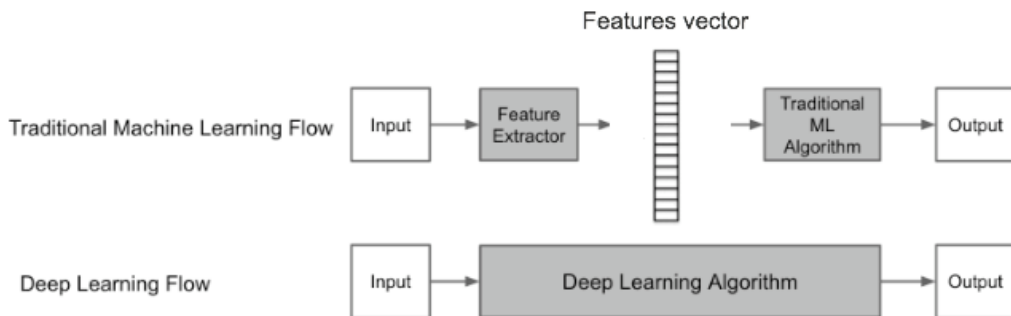 Features vector
Traditional Machine Learning Flow
Input
Feature
Extractor
Traditional
ML
Algorithm
Output
Deep Learning Flow
Input
Deep Learning Algorithm
Output